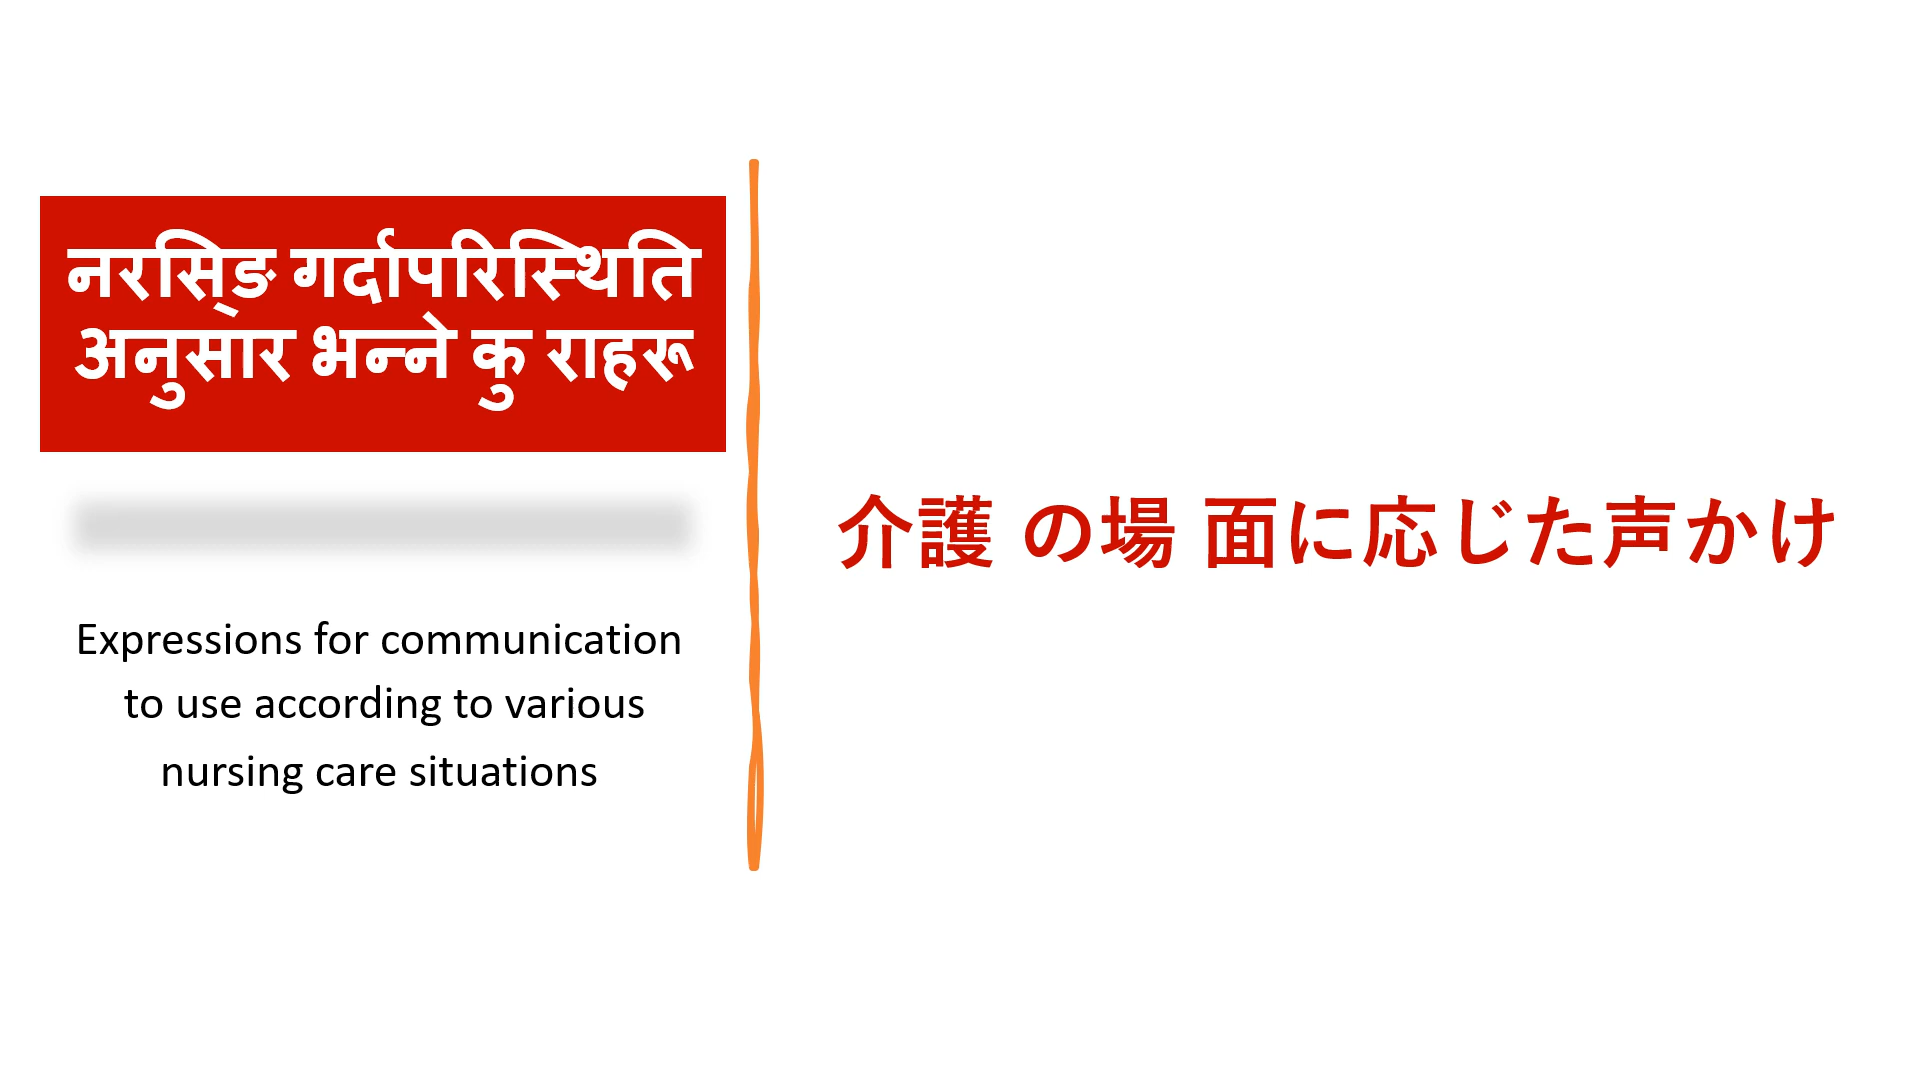 नरसि्ङ गर्दापरिस्थिति
अनुसार भन्ने कु राहरू
Expressions for communication
to use according to various
nursing care situations
介護 の場 面に応じた声かけ